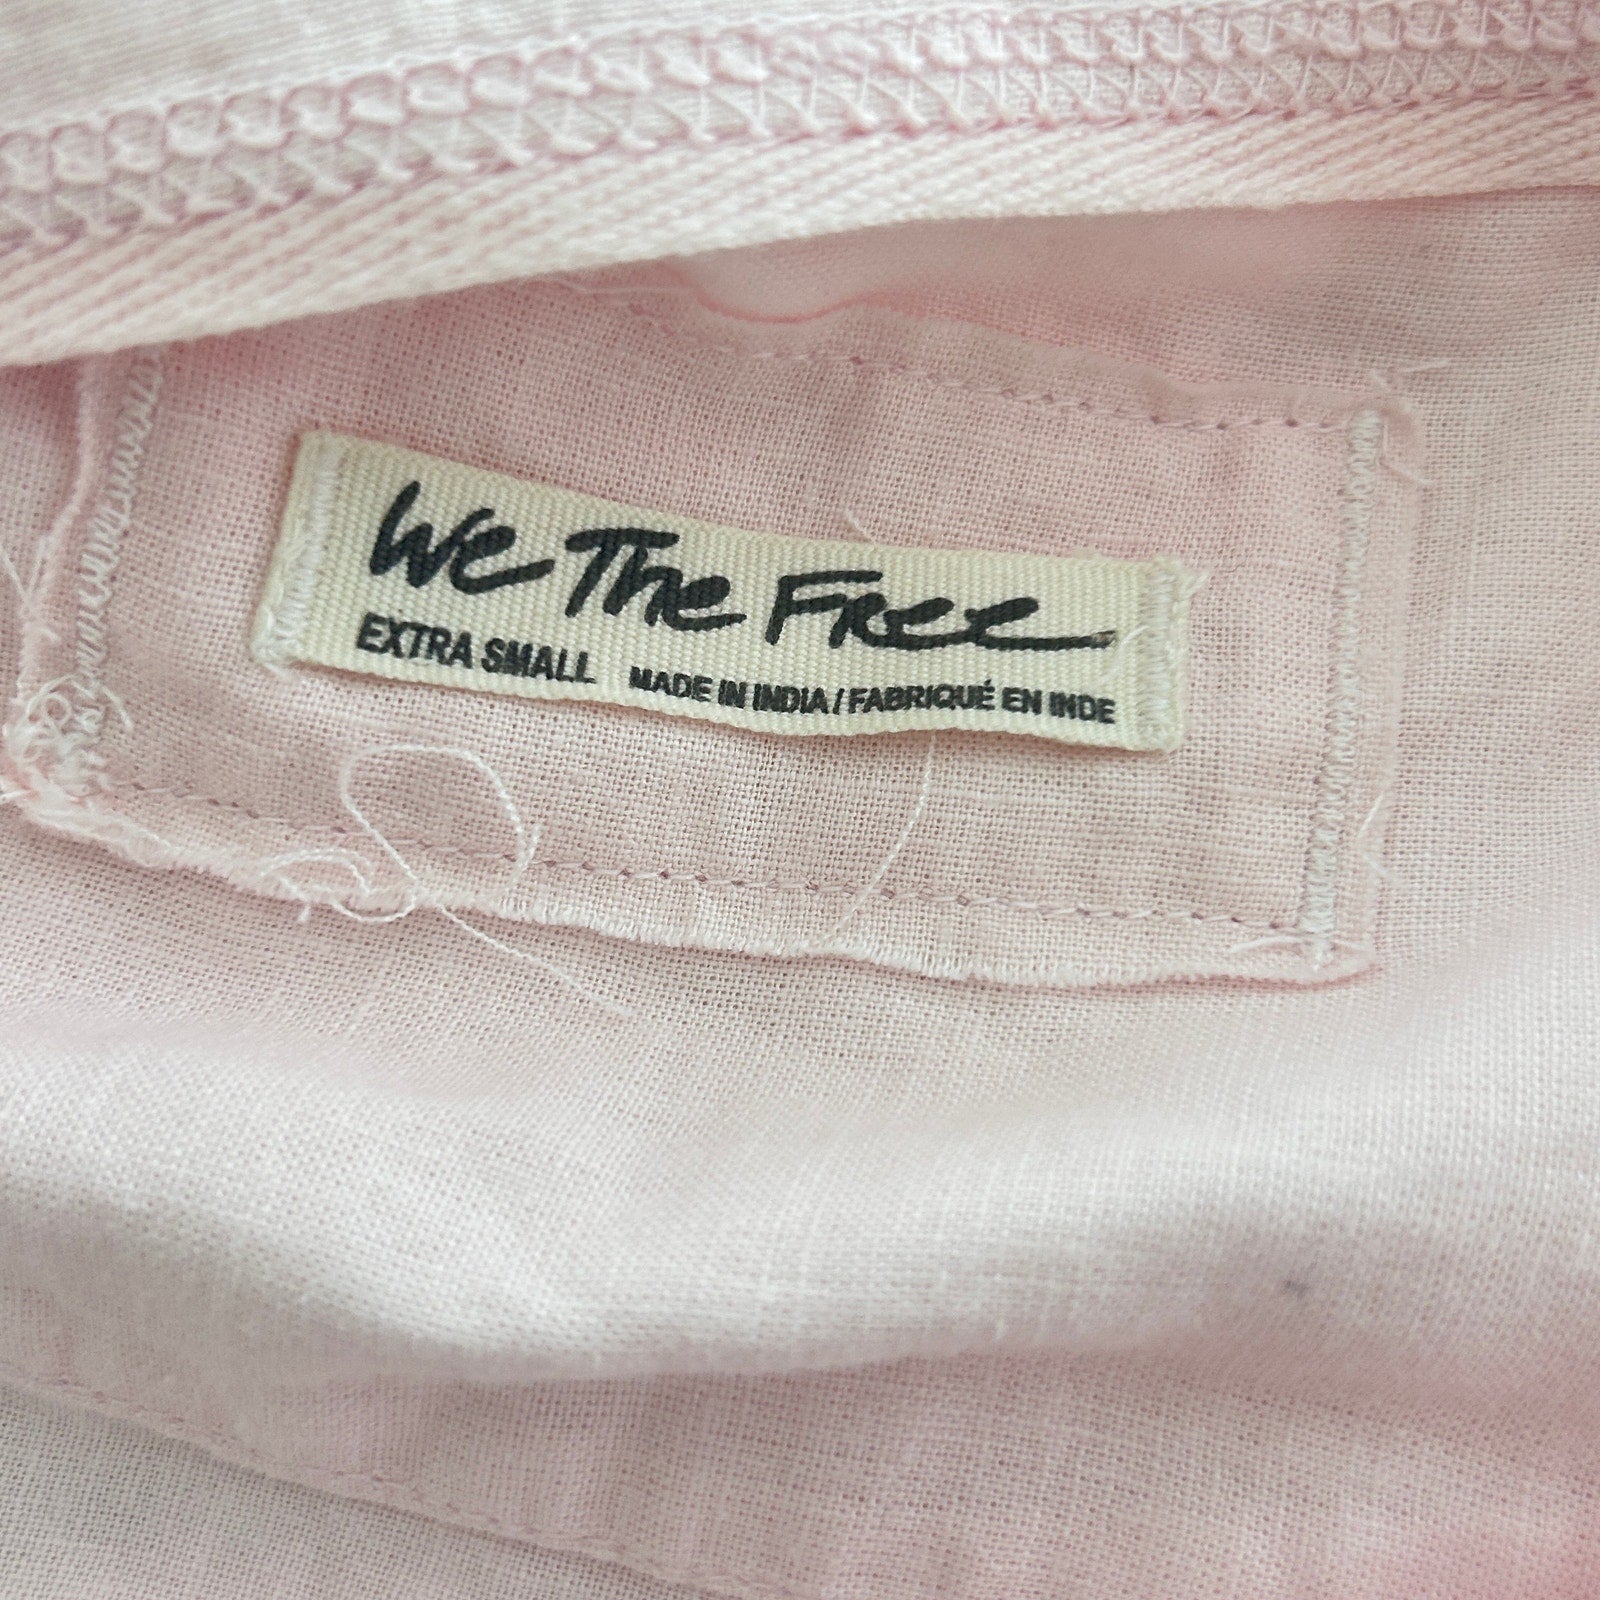 We The Free
EXTRA SMALL MADE IN INDIA / FABRIQUÉ EN INDE